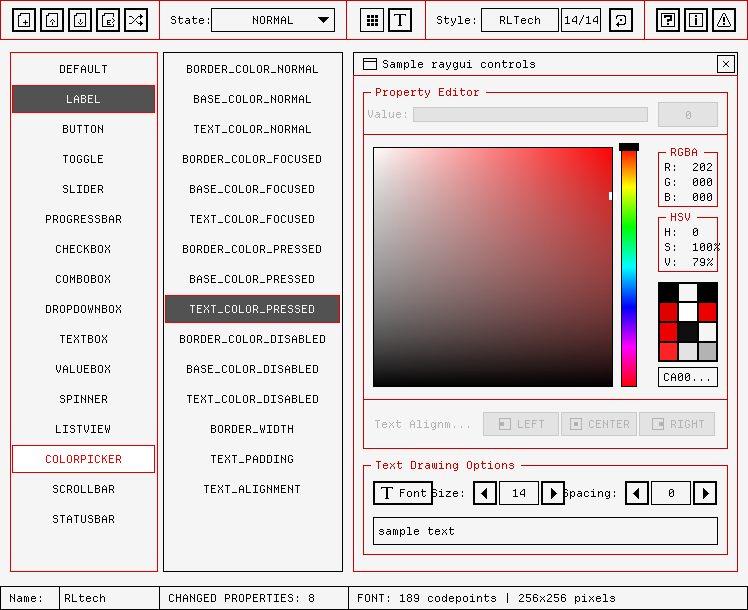 State: NORMAL T Style: RLTech 14/14
DEFAULT
LABEL
BUTTON
TOGGLE
SLIDER
PROGRESSBAR
CHECKBOX
COMBOBOX
DROPDOWNBOX
TEXTBOX
VALUEBOX
SPINNER
LISTVIEW
COLORPICKER
SCROLLBAR
STATUSBAR
BORDER_COLOR_NORMAL
BASE_COLOR_NORMAL
TEXT_COLOR_NORMAL
BORDER_COLOR_FOCUSED
BASE_COLOR_FOCUSED
TEXT_COLOR_FOCUSED
BORDER_COLOR_PRESSED
BASE_COLOR_PRESSED
TEXT_COLOR_PRESSED
BORDER_COLOR_DISABLED
BASE_COLOR_DISABLED
TEXT_COLOR_DISABLED
BORDER_WIDTH
TEXT_PADDING
TEXT_ALIGNMENT
Sample raygui controls
Property Editor
Value: 0
RGBA
R: 202
G: 000
B: 000
HSV
H: 0
S: 100%
V: 79%
CA00...
Text Alignm... LEFT CENTER RIGHT
Text Drawing Options
T Font Size: 14 Spacing: 0
sample text
Name: RLtech CHANGED PROPERTIES: 8 FONT: 189 codepoints | 256x256 pixels